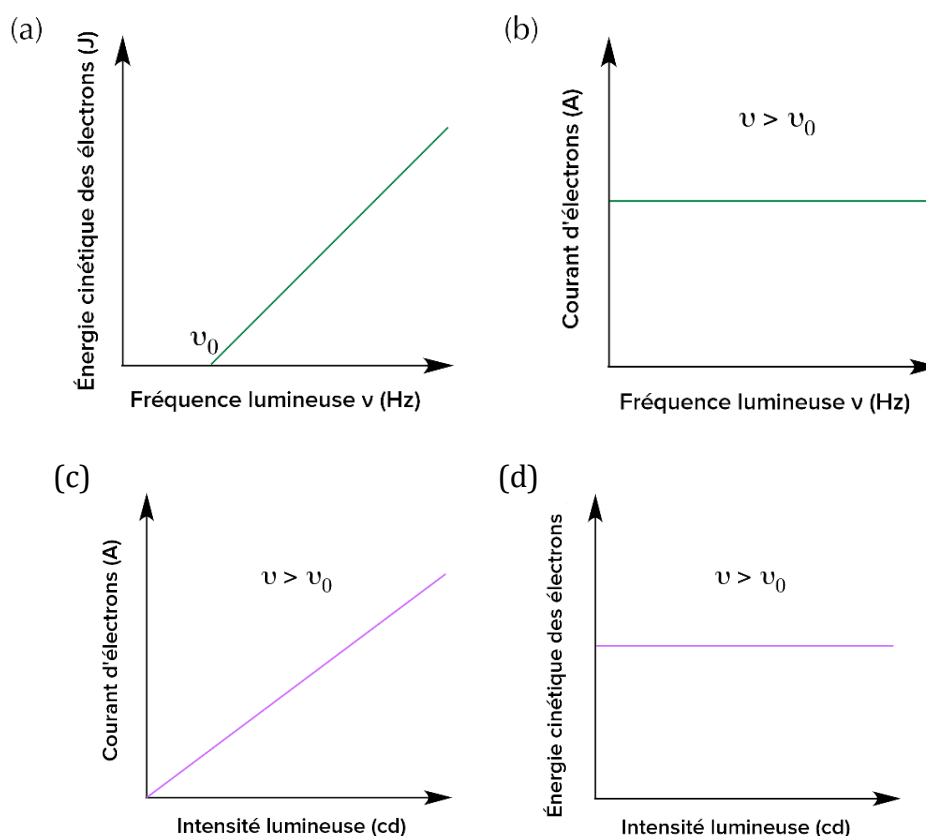 (a)
Énergie cinétique des électrons (J)
υ₀
Fréquence lumineuse ν (Hz)
(b)
Courant d'électrons (A)
υ > υ₀
Fréquence lumineuse ν (Hz)
(c)
Courant d'électrons (A)
υ > υ₀
Intensité lumineuse (cd)
(d)
Énergie cinétique des électrons
υ > υ₀
Intensité lumineuse (cd)